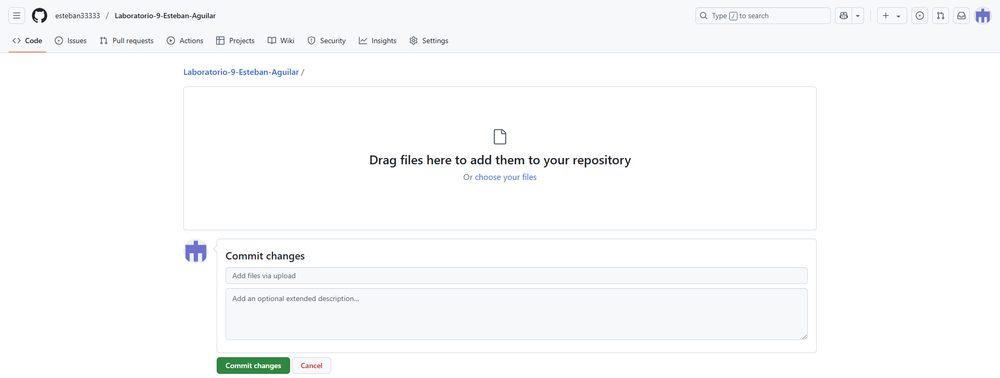 esteban33333 / Laboratorio-9-Esteban-Aguilar
Type / to search
Code Issues Pull requests Actions Projects Wiki Security Insights Settings
Laboratorio-9-Esteban-Aguilar /
Drag files here to add them to your repository
Or choose your files
Commit changes
Add files via upload
Add an optional extended description...
Commit changes Cancel